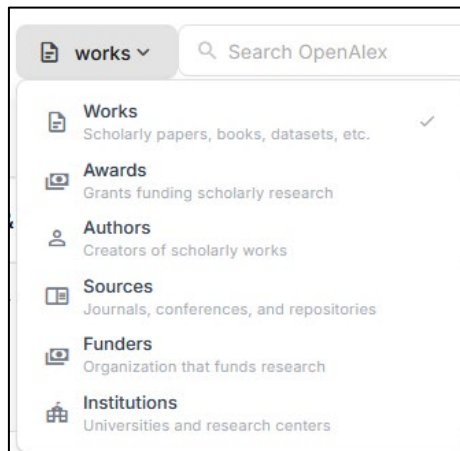 works
Search OpenAlex
Works
Scholarly papers, books, datasets, etc.
Awards
Grants funding scholarly research
Authors
Creators of scholarly works
Sources
Journals, conferences, and repositories
Funders
Organization that funds research
Institutions
Universities and research centers